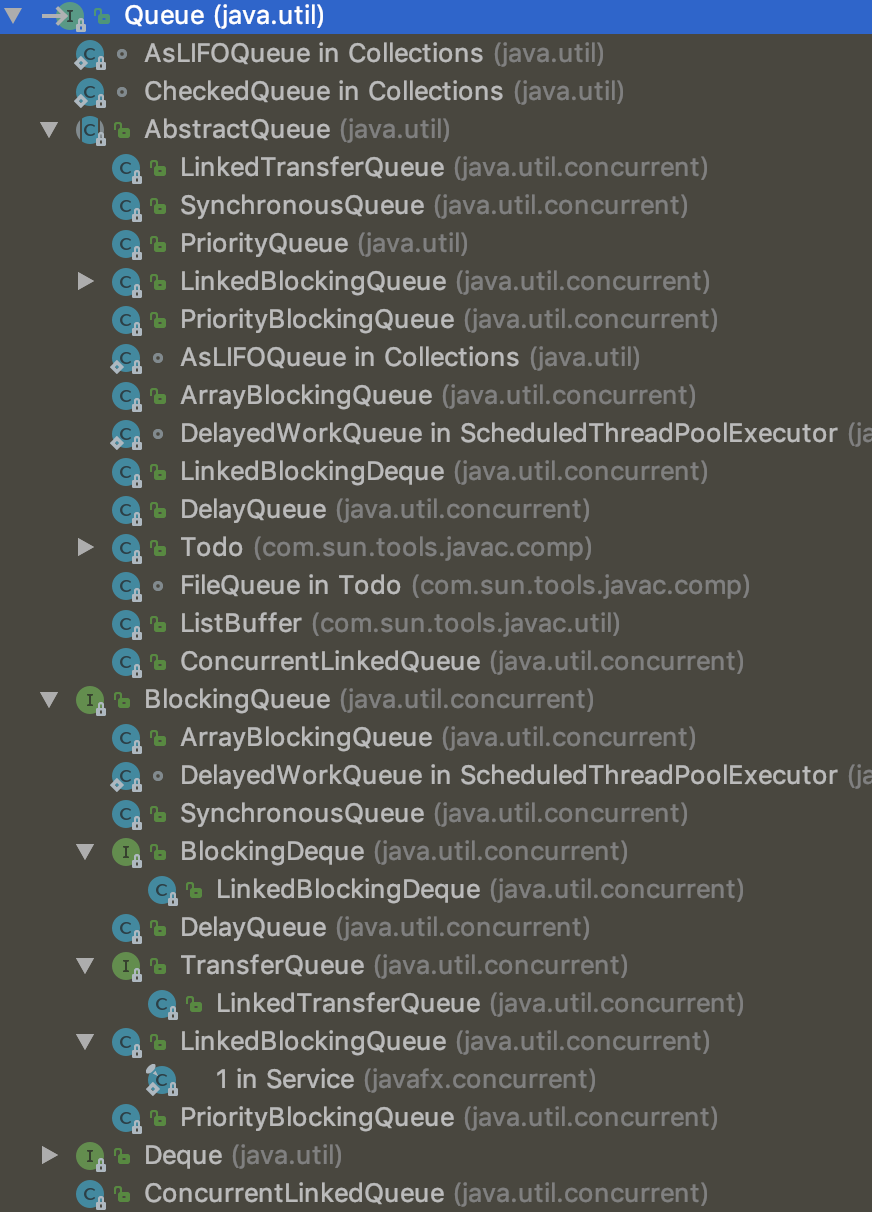 Queue (java.util)
AsLIFOQueue in Collections (java.util)
CheckedQueue in Collections (java.util)
AbstractQueue (java.util)
LinkedTransferQueue (java.util.concurrent)
SynchronousQueue (java.util.concurrent)
PriorityQueue (java.util)
LinkedBlockingQueue (java.util.concurrent)
PriorityBlockingQueue (java.util.concurrent)
AsLIFOQueue in Collections (java.util)
ArrayBlockingQueue (java.util.concurrent)
DelayedWorkQueue in ScheduledThreadPoolExecutor (ja
LinkedBlockingDeque (java.util.concurrent)
DelayQueue (java.util.concurrent)
Todo (com.sun.tools.javac.comp)
FileQueue in Todo (com.sun.tools.javac.comp)
ListBuffer (com.sun.tools.javac.util)
ConcurrentLinkedQueue (java.util.concurrent)
BlockingQueue (java.util.concurrent)
ArrayBlockingQueue (java.util.concurrent)
DelayedWorkQueue in ScheduledThreadPoolExecutor (ja
SynchronousQueue (java.util.concurrent)
BlockingDeque (java.util.concurrent)
LinkedBlockingDeque (java.util.concurrent)
DelayQueue (java.util.concurrent)
TransferQueue (java.util.concurrent)
LinkedTransferQueue (java.util.concurrent)
LinkedBlockingQueue (java.util.concurrent)
1 in Service (javafx.concurrent)
PriorityBlockingQueue (java.util.concurrent)
Deque (java.util)
ConcurrentLinkedQueue (java.util.concurrent)